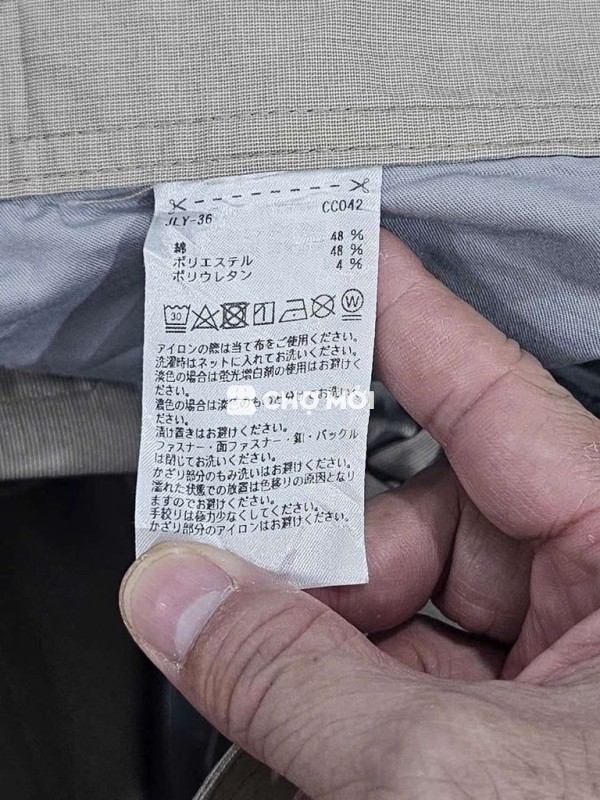 JLY-36 CC042
綿 48 %
ポリエステル 48 %
ポリウレタン 4 %
30 W
アイロンの際は当て布をご使用ください。
洗濯時はネットに入れてお洗いください。
淡色の場合は蛍光増白剤の使用はお避けく
ださい。
濃色の場合は淡色のものと分けてお洗いく
ださい。
CHỢ MỚI
漬け置きはお避けください。
ファスナー・面ファスナー・釦・バックル
は閉じてお洗いください。
かざり部分のもみ洗いはお避けください。
濡れた状態での放置は色移りの原因となり
ますのでお避けください。
手絞りは極力少なくしてください。
かざり部分のアイロンはお避けください。